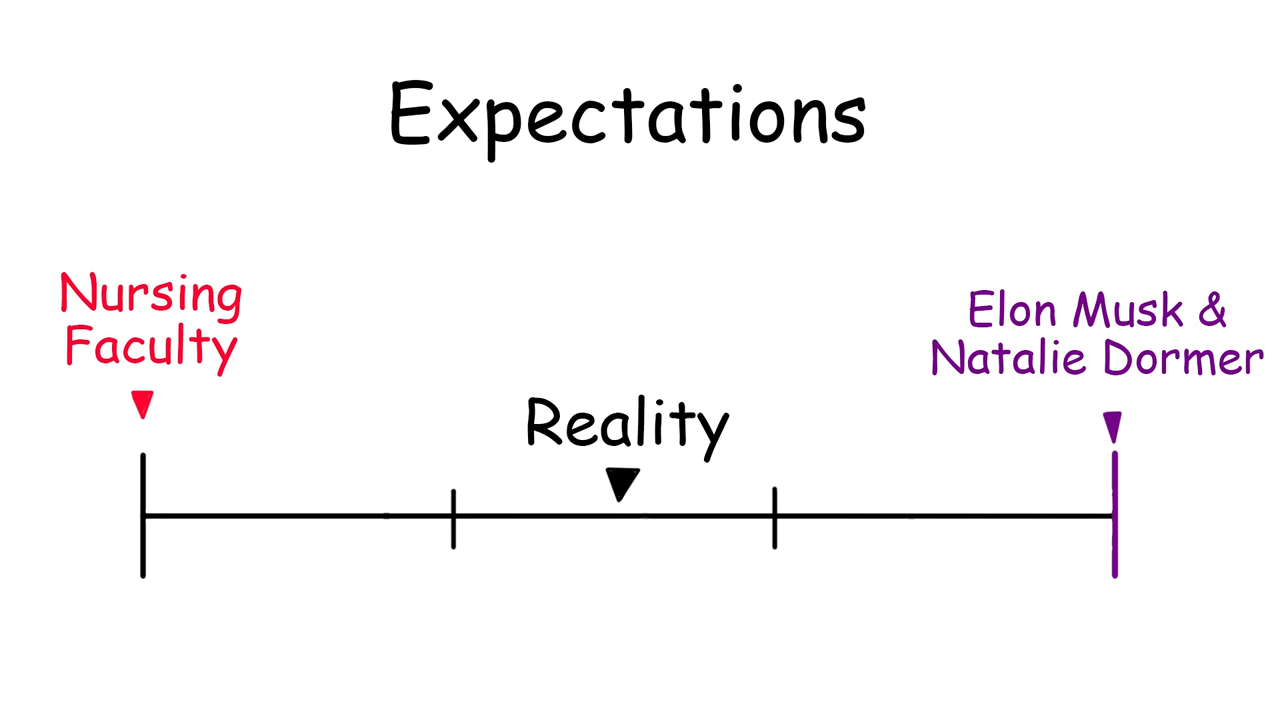 Expectations
Nursing
Faculty
Elon Musk &
Natalie Dormer
Reality